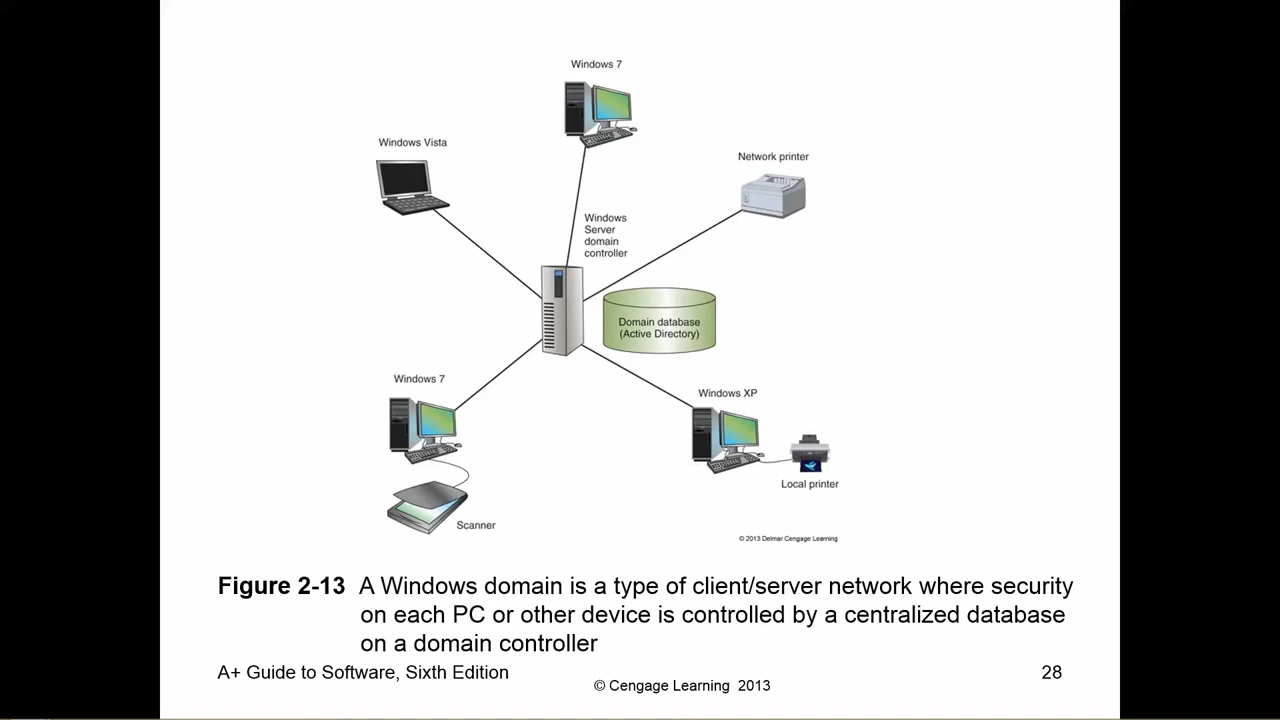 Windows 7
Windows Vista
Network printer
Windows
Server
domain
controller
Domain database
(Active Directory)
Windows 7
Windows XP
Local printer
Scanner
© 2013 Delmar Cengage Learning
Figure 2-13 A Windows domain is a type of client/server network where security
on each PC or other device is controlled by a centralized database
on a domain controller
A+ Guide to Software, Sixth Edition
28
© Cengage Learning 2013